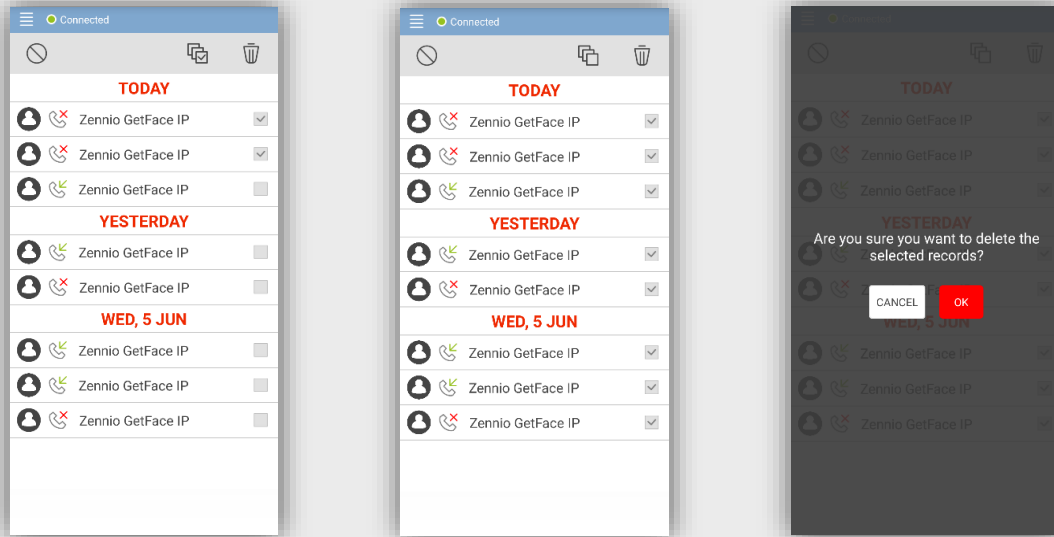 Connected
TODAY
Zennio GetFace IP
Zennio GetFace IP
Zennio GetFace IP
YESTERDAY
Zennio GetFace IP
Zennio GetFace IP
WED, 5 JUN
Zennio GetFace IP
Zennio GetFace IP
Zennio GetFace IP
Connected
TODAY
Zennio GetFace IP
Zennio GetFace IP
Zennio GetFace IP
YESTERDAY
Zennio GetFace IP
Zennio GetFace IP
WED, 5 JUN
Zennio GetFace IP
Zennio GetFace IP
Zennio GetFace IP
Connected
TODAY
Zennio GetFace IP
Zennio GetFace IP
Zennio GetFace IP
YESTERDAY
Are you sure you want to delete the
selected records?
CANCEL
OK
WED, 5 JUN
Zennio GetFace IP
Zennio GetFace IP
Zennio GetFace IP